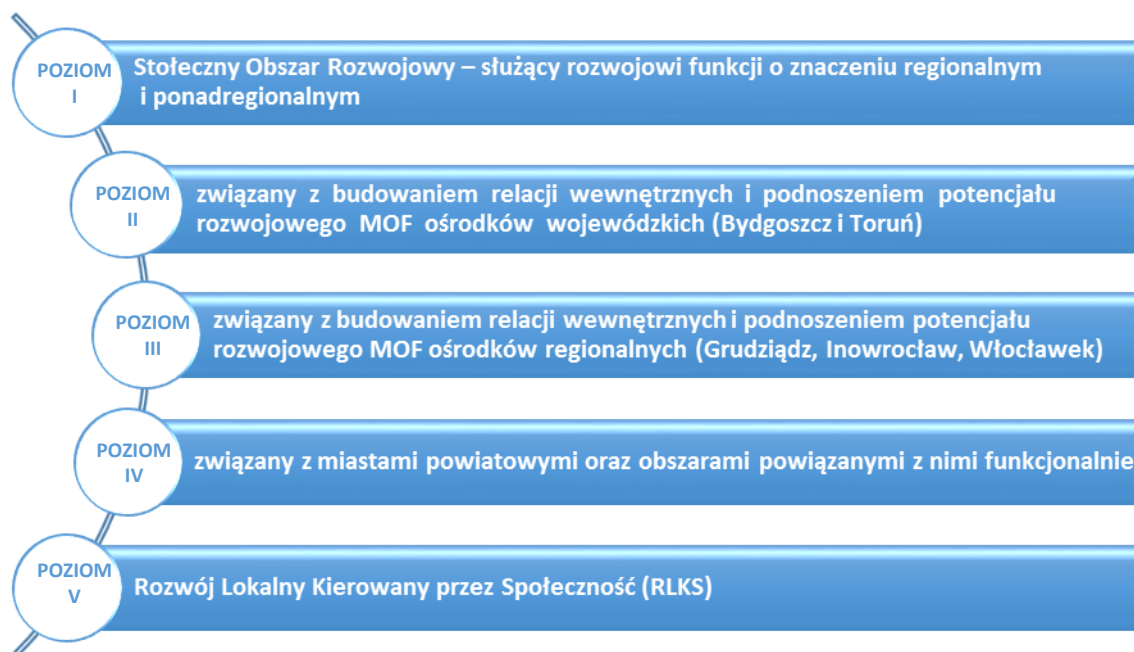 POZIOM
I
Stołeczny Obszar Rozwojowy – służący rozwojowi funkcji o znaczeniu regionalnym
i ponadregionalnym
POZIOM
II
związany z budowaniem relacji wewnętrznych i podnoszeniem potencjału
rozwojowego MOF ośrodków wojewódzkich (Bydgoszcz i Toruń)
POZIOM
III
związany z budowaniem relacji wewnętrznych i podnoszeniem potencjału
rozwojowego MOF ośrodków regionalnych (Grudziądz, Inowrocław, Włocławek)
POZIOM
IV
związany z miastami powiatowymi oraz obszarami powiązanymi z nimi funkcjonalnie
POZIOM
V
Rozwój Lokalny Kierowany przez Społeczność (RLKS)